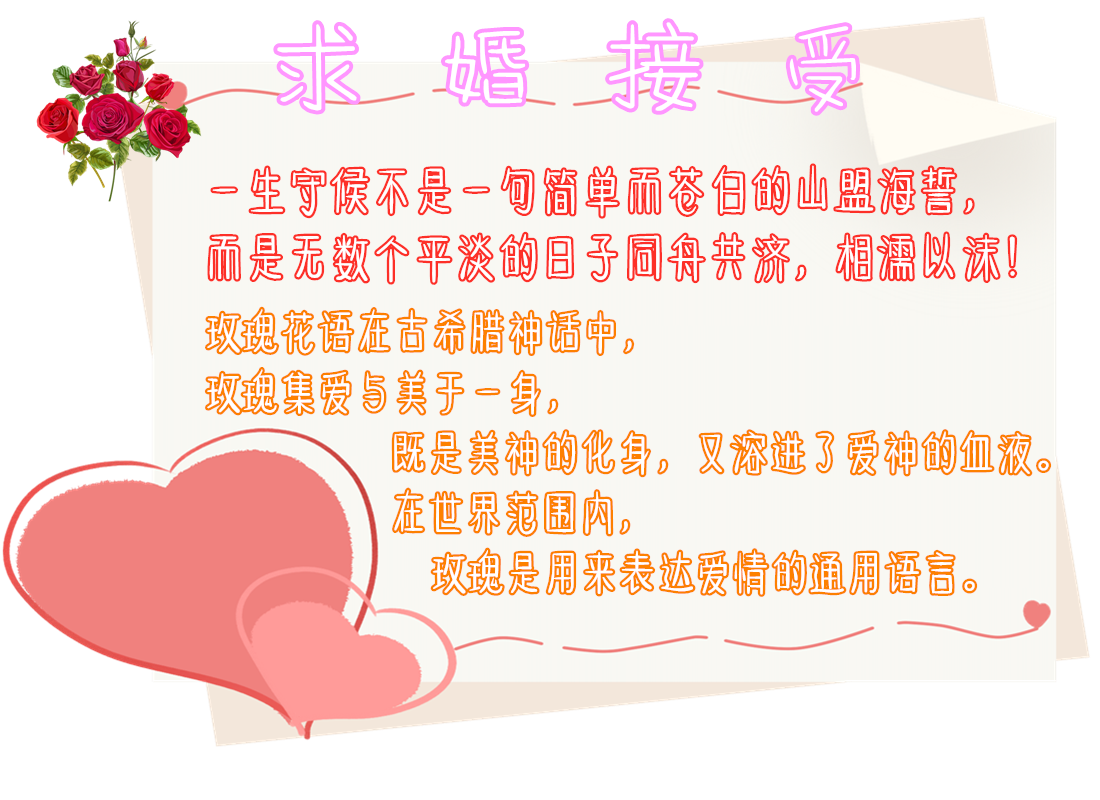 求婚接受
一生守候不是一句简单而苍白的山盟海誓，
而是无数个平淡的日子同舟共济，相濡以沫！
玫瑰花语在古希腊神话中，
玫瑰集爱与美于一身，
既是美神的化身，又溶进了爱神的血液。
在世界范围内，
玫瑰是用来表达爱情的通用语言。